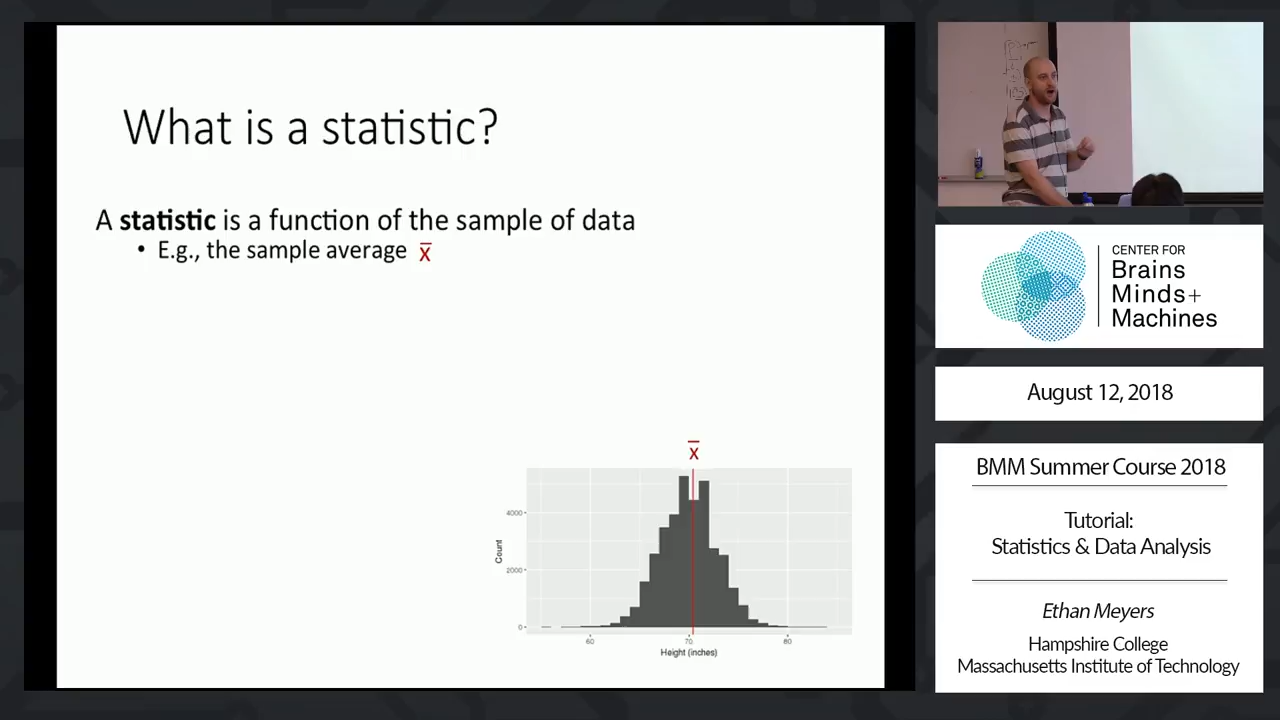 What is a statistic?
A statistic is a function of the sample of data
• E.g., the sample average x̄
x̄
4000
2000
0
Count
60
70
80
Height (inches)
CENTER FOR
Brains
Minds+
Machines
August 12, 2018
BMM Summer Course 2018
Tutorial:
Statistics & Data Analysis
Ethan Meyers
Hampshire College
Massachusetts Institute of Technology